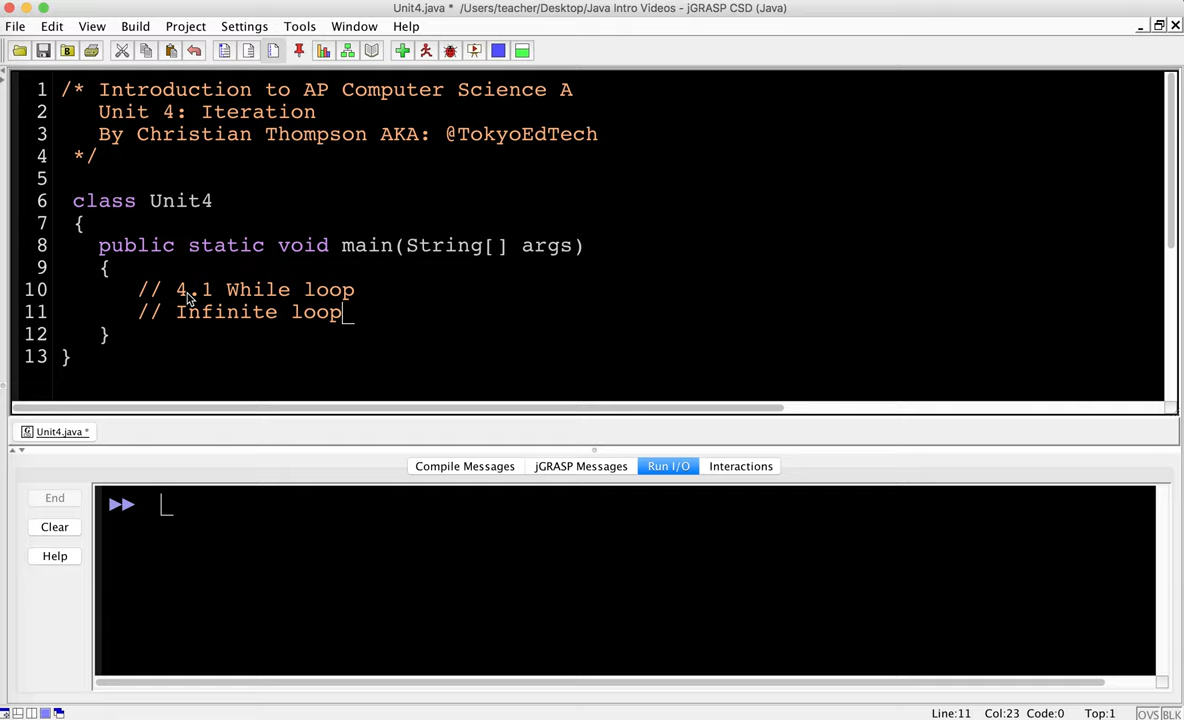 Unit4.java * /Users/teacher/Desktop/Java Intro Videos - jGRASP CSD (Java)
File Edit View Build Project Settings Tools Window Help
1 /* Introduction to AP Computer Science A
2 Unit 4: Iteration
3 By Christian Thompson AKA: @TokyoEdTech
4 */
5
6 class Unit4
7 {
8 public static void main(String[] args)
9 {
10 // 4.1 While loop
11 // Infinite loop
12 }
13 }
Unit4.java *
Compile Messages jGRASP Messages Run I/O Interactions
End
Clear
Help
Line:11 Col:23 Code:0 Top:1 OVS BLK